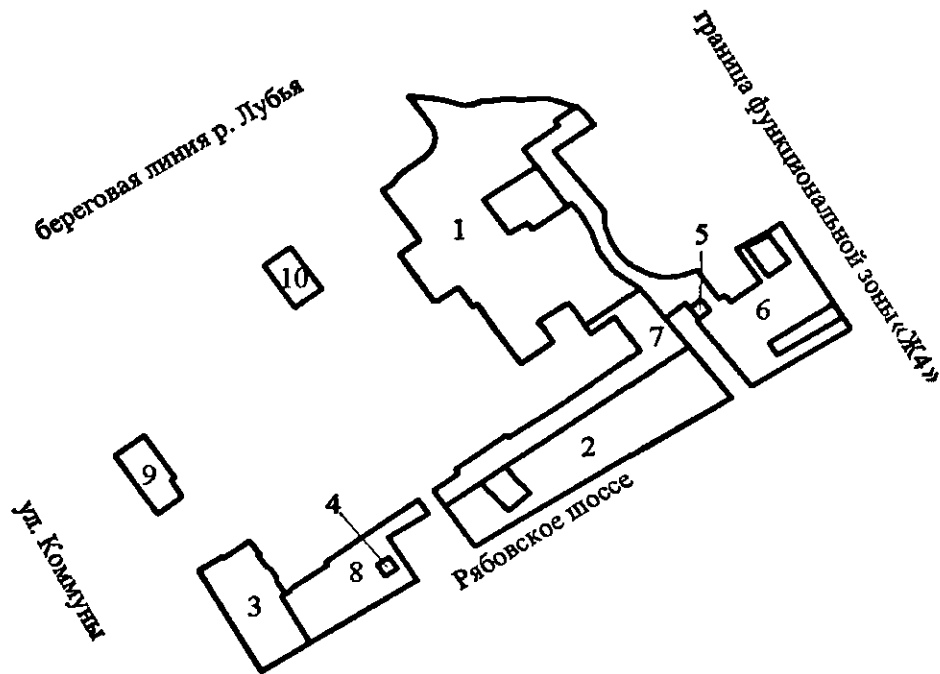 граница функциональной зоны «Ж4»
береговая линия р. Лубья
1
5
10
6
7
2
9
4
Рябовское шоссе
ул. Коммуны
8
3